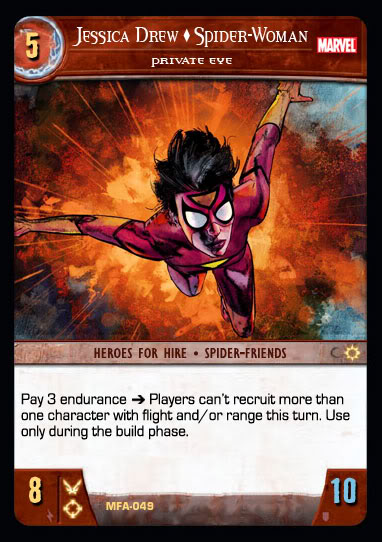 5
Jessica Drew ♦ Spider-Woman
MARVEL
Private Eye
Heroes for Hire • Spider-Friends
C
Pay 3 endurance ➔ Players can't recruit more than
one character with flight and/or range this turn. Use
only during the build phase.
8
MFA-049
10